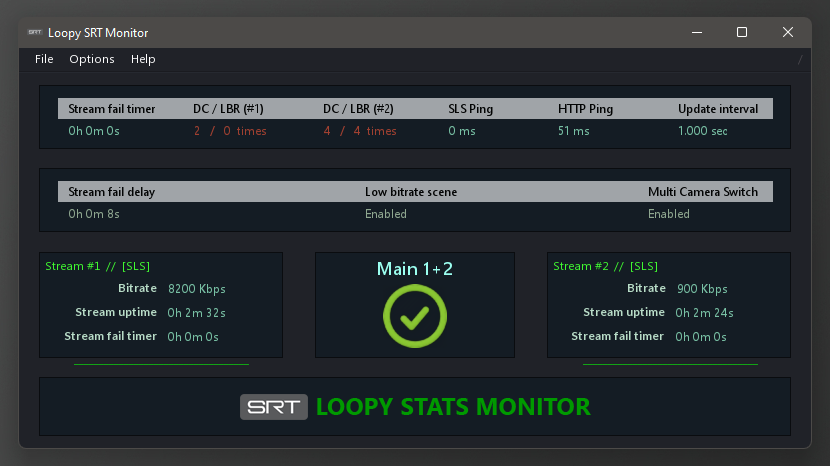 SRT Loopy SRT Monitor
File Options Help /
Stream fail timer DC / LBR (#1) DC / LBR (#2) SLS Ping HTTP Ping Update interval
0h 0m 0s 2 / 0 times 4 / 4 times 0 ms 51 ms 1.000 sec
Stream fail delay Low bitrate scene Multi Camera Switch
0h 0m 8s Enabled Enabled
Stream #1 // [SLS]
Bitrate 8200 Kbps
Stream uptime 0h 2m 32s
Stream fail timer 0h 0m 0s
Main 1+2
Stream #2 // [SLS]
Bitrate 900 Kbps
Stream uptime 0h 2m 24s
Stream fail timer 0h 0m 0s
SRT LOOPY STATS MONITOR